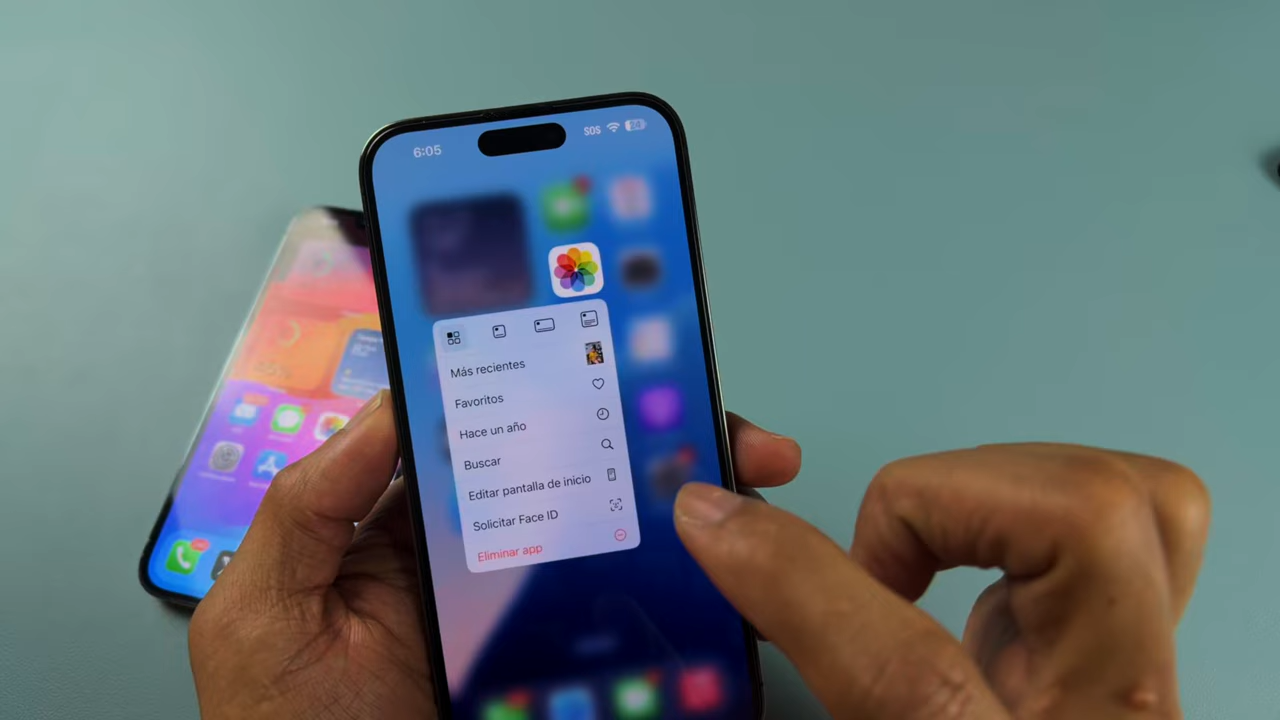 6:05
SOS
24
Más recientes
Favoritos
Hace un año
Buscar
Editar pantalla de inicio
Solicitar Face ID
Eliminar app